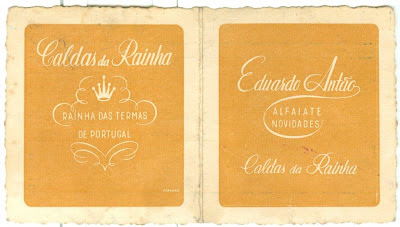 Caldas da Rainha
RAINHA DAS TERMAS
DE PORTUGAL
Eduardo Antão
ALFAIATE
NOVIDADES
Caldas da Rainha